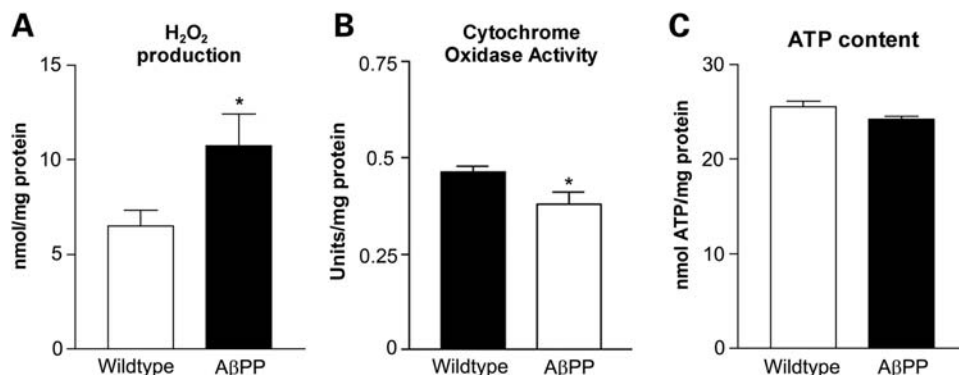 A
H₂O₂
production
nmol/mg protein
15
10
5
0
*
Wildtype
AβPP
B
Cytochrome
Oxidase Activity
Units/mg protein
0.75
0.5
0.25
0
*
Wildtype
AβPP
C
ATP content
nmol ATP/mg protein
30
20
10
0
Wildtype
AβPP